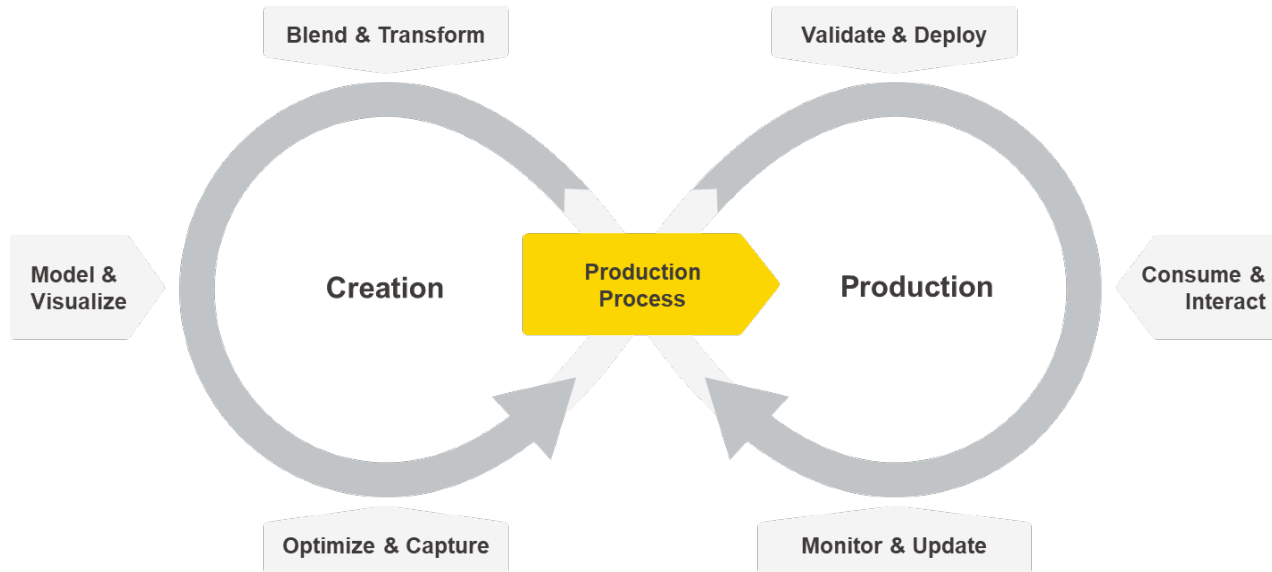 Blend & Transform
Validate & Deploy
Model &
Visualize
Creation
Production
Process
Production
Consume &
Interact
Optimize & Capture
Monitor & Update